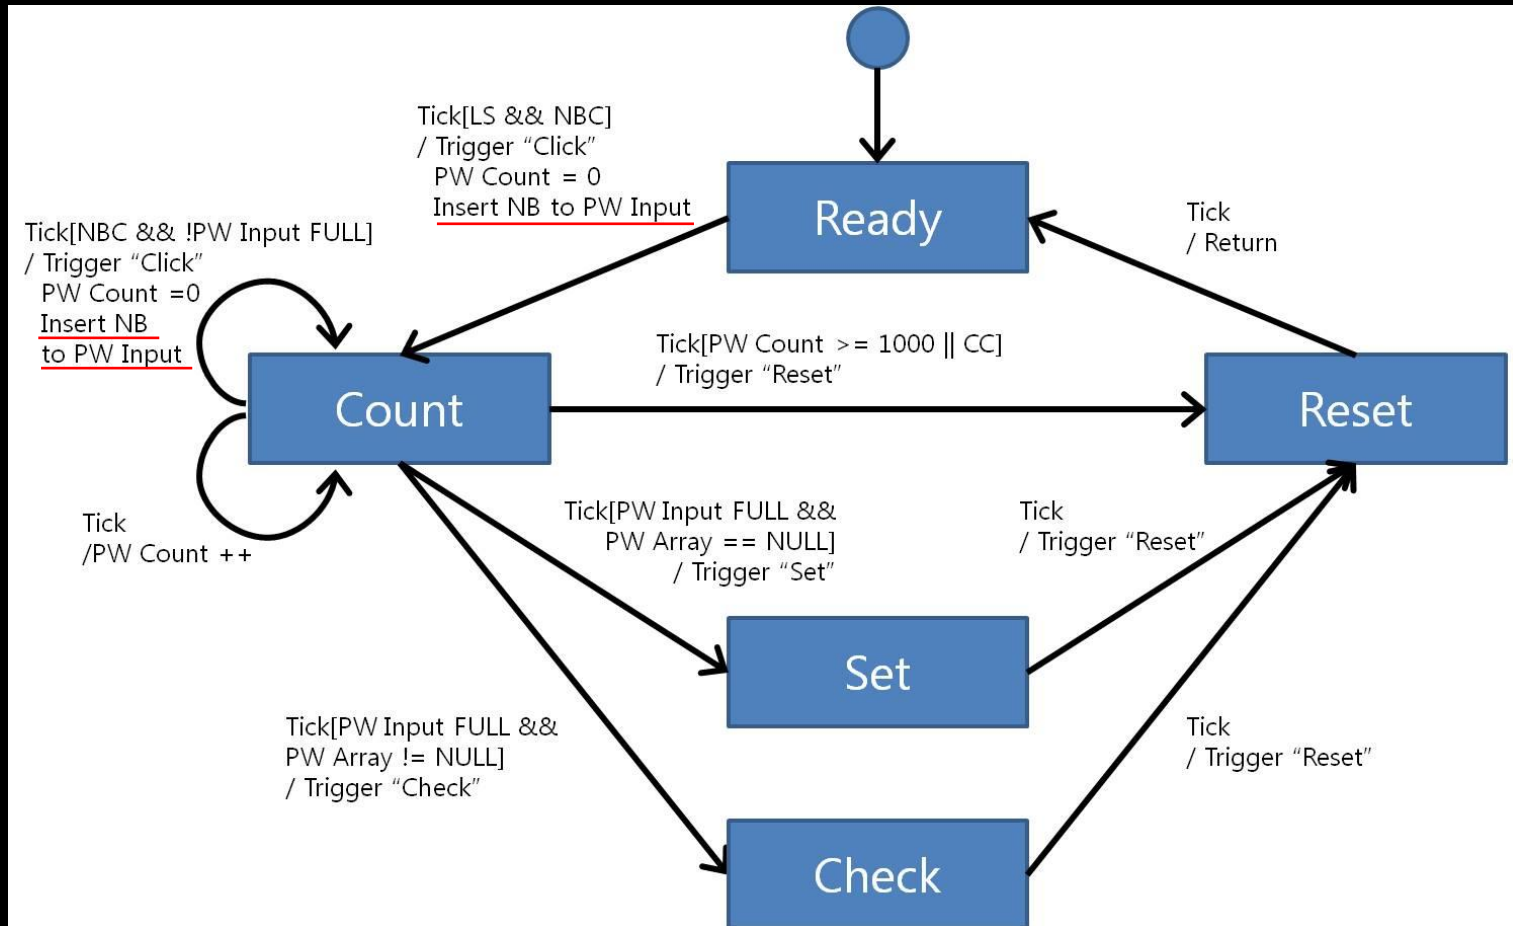 Tick[LS && NBC]
/ Trigger “Click”
PW Count = 0
Insert NB to PW Input
Ready
Tick
/ Return
Tick[NBC && !PW Input FULL]
/ Trigger “Click”
PW Count =0
Insert NB
to PW Input
Tick[PW Count >= 1000 || CC]
/ Trigger “Reset”
Count
Reset
Tick
/PW Count ++
Tick[PW Input FULL &&
PW Array == NULL]
/ Trigger “Set”
Tick
/ Trigger “Reset”
Set
Tick[PW Input FULL &&
PW Array != NULL]
/ Trigger “Check”
Tick
/ Trigger “Reset”
Check